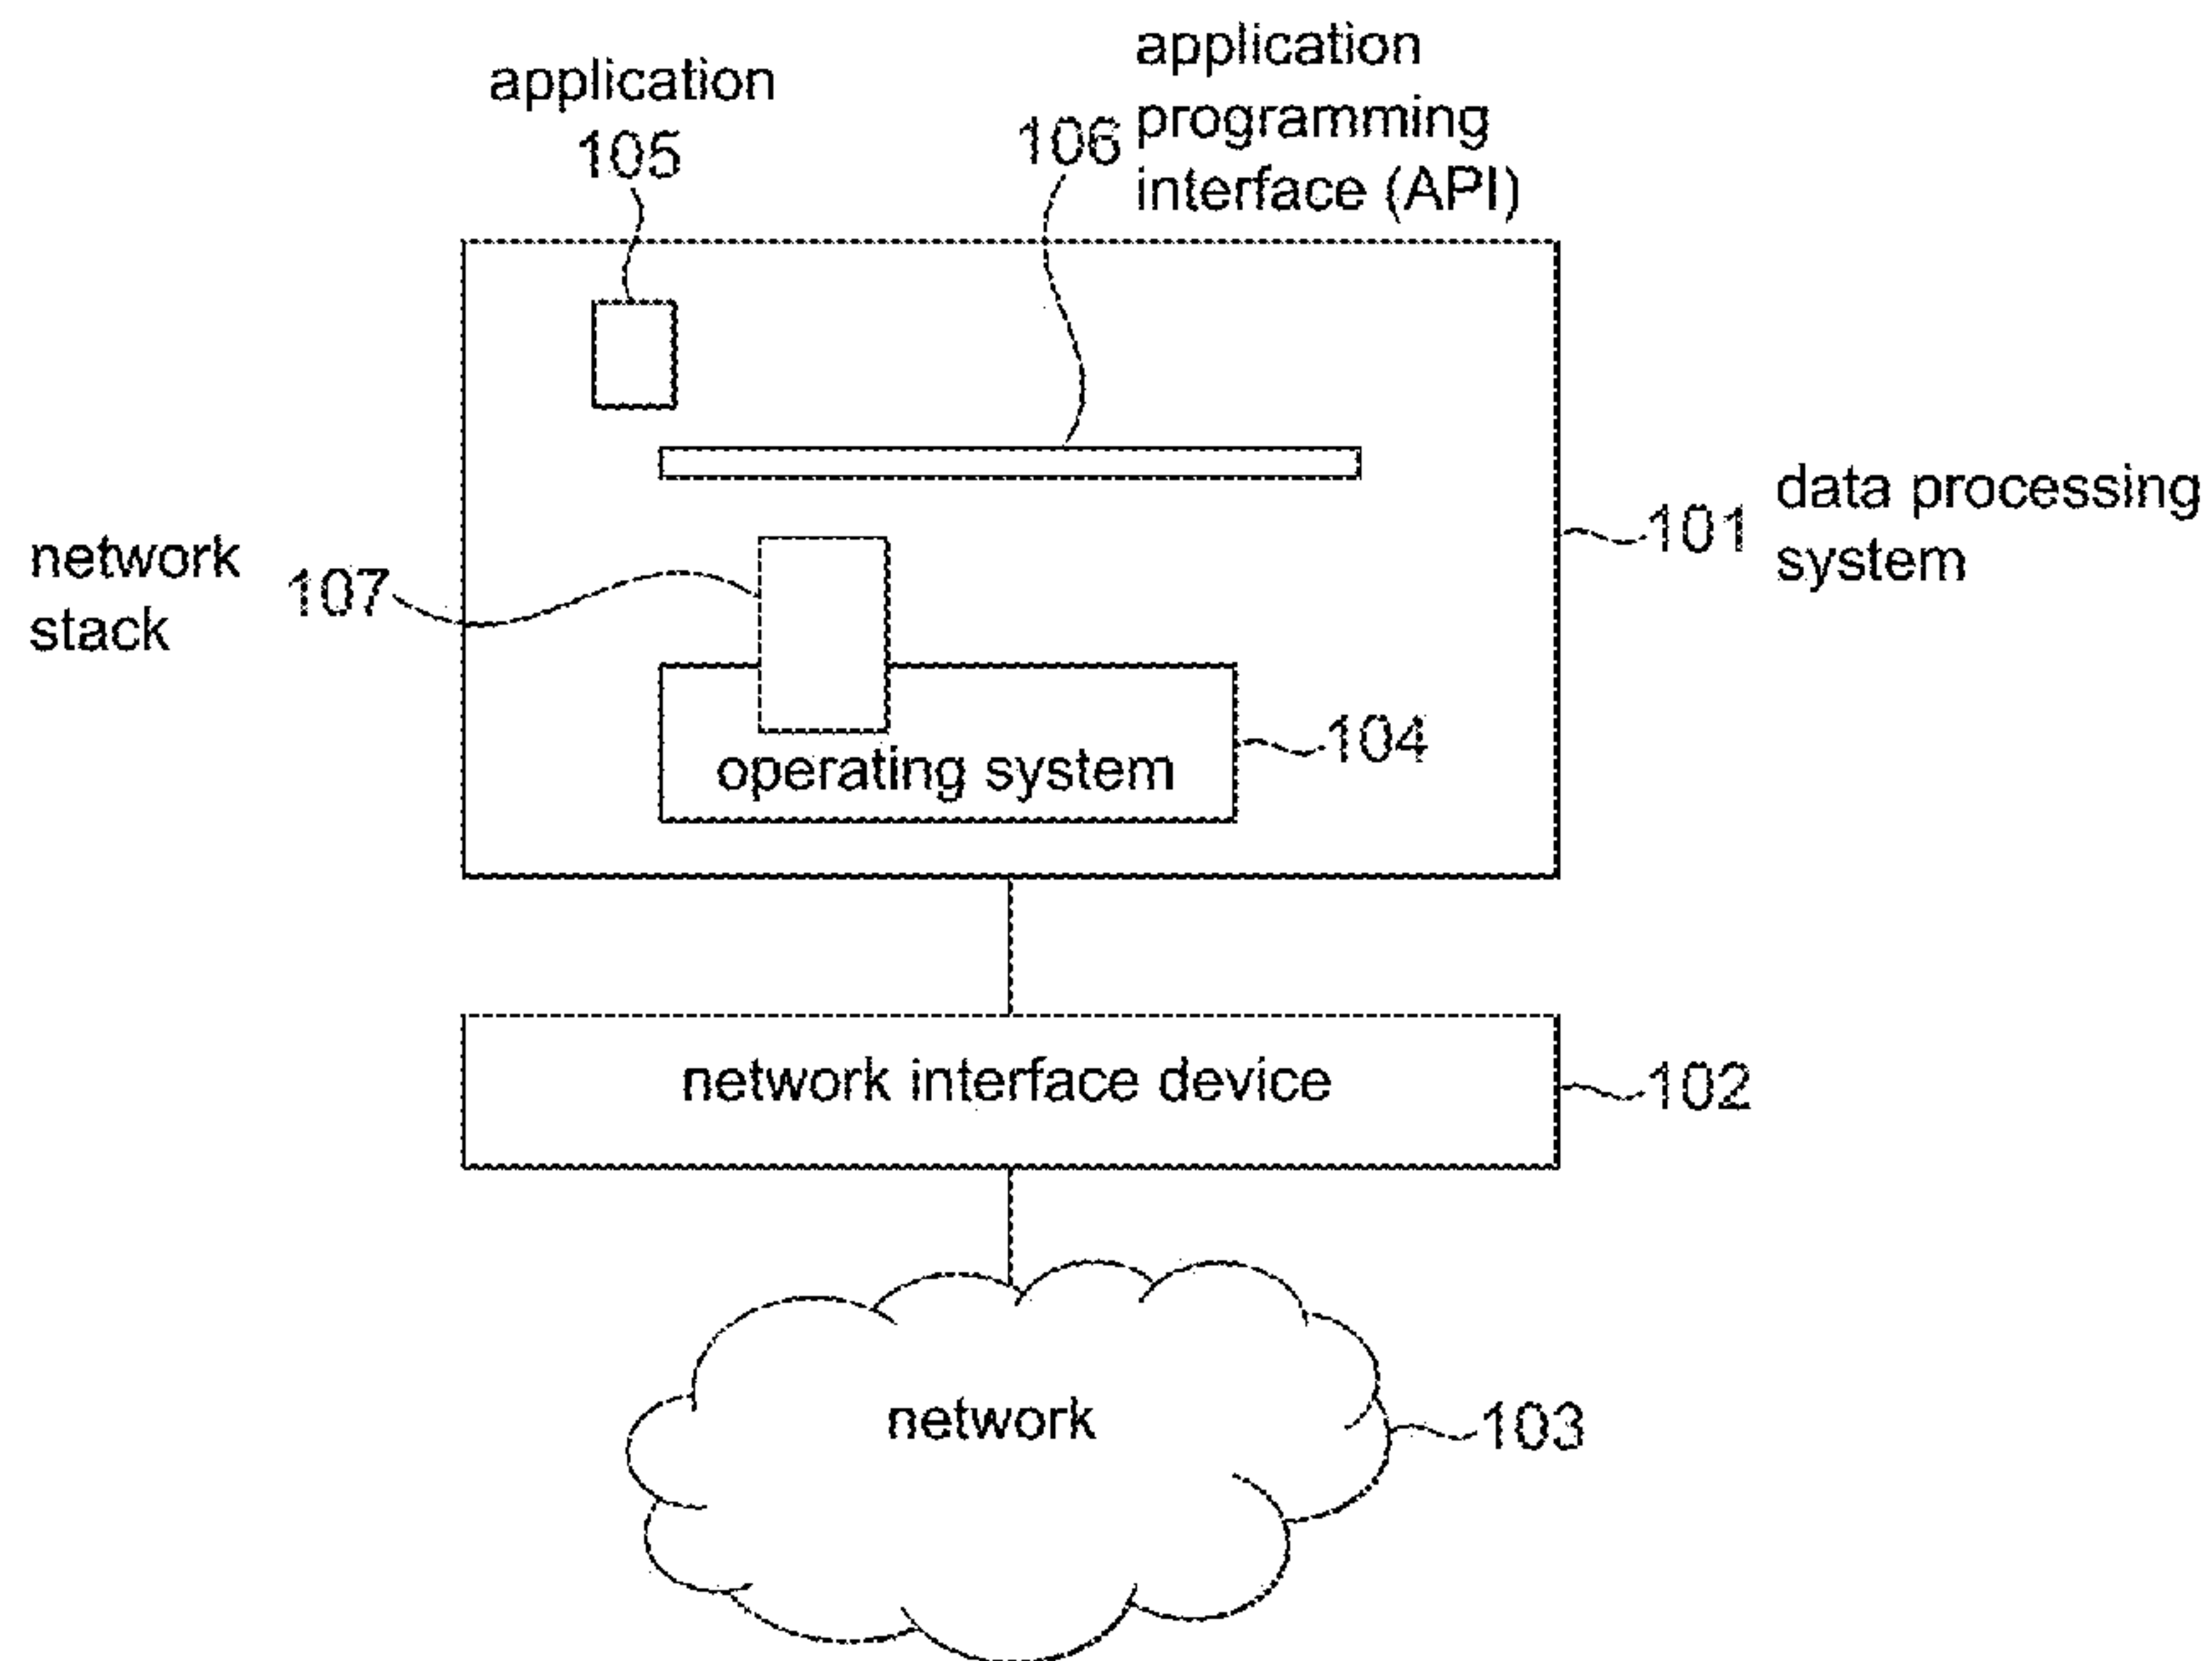 application
105
106
application
programming
interface (API)
network
stack
107
101
data processing
system
operating system
104
network interface device
102
network
103